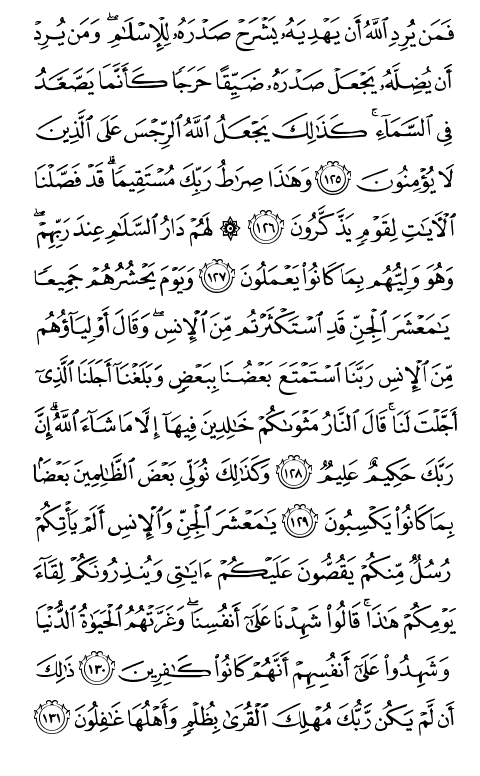 فَمَن يُرِدِ ٱللَّهُ أَن يَهْدِيَهُۥ يَشْرَحْ صَدْرَهُۥ لِلْإِسْلَـٰمِ ۖ وَمَن يُرِدْ
أَن يُضِلَّهُۥ يَجْعَلْ صَدْرَهُۥ ضَيِّقًا حَرَجًا كَأَنَّمَا يَصَّعَّدُ
فِى ٱلسَّمَآءِ ۚ كَذَٰلِكَ يَجْعَلُ ٱللَّهُ ٱلرِّجْسَ عَلَى ٱلَّذِينَ
لَا يُؤْمِنُونَ ١٢٥ وَهَـٰذَا صِرَٰطُ رَبِّكَ مُسْتَقِيمًا ۗ قَدْ فَصَّلْنَا
ٱلْـَٔايَـٰتِ لِقَوْمٍ يَذَّكَّرُونَ ١٢٦ ۞ لَهُمْ دَارُ ٱلسَّلَـٰمِ عِندَ رَبِّهِمْ ۖ
وَهُوَ وَلِيُّهُم بِمَا كَانُوا۟ يَعْمَلُونَ ١٢٧ وَيَوْمَ يَحْشُرُهُمْ جَمِيعًا
يَـٰمَعْشَرَ ٱلْجِنِّ قَدِ ٱسْتَكْثَرْتُم مِّنَ ٱلْإِنسِ ۖ وَقَالَ أَوْلِيَآؤُهُم
مِّنَ ٱلْإِنسِ رَبَّنَا ٱسْتَمْتَعَ بَعْضُنَا بِبَعْضٍ وَبَلَغْنَآ أَجَلَنَا ٱلَّذِىٓ
أَجَّلْتَ لَنَا ۚ قَالَ ٱلنَّارُ مَثْوَىٰكُمْ خَـٰلِدِينَ فِيهَآ إِلَّا مَا شَآءَ ٱللَّهُ ۗ إِنَّ
رَبَّكَ حَكِيمٌ عَلِيمٌ ١٢٨ وَكَذَٰلِكَ نُوَلِّى بَعْضَ ٱلظَّـٰلِمِينَ بَعْضًۢا
بِمَا كَانُوا۟ يَكْسِبُونَ ١٢٩ يَـٰمَعْشَرَ ٱلْجِنِّ وَٱلْإِنسِ أَلَمْ يَأْتِكُمْ
رُسُلٌ مِّنكُمْ يَقُصُّونَ عَلَيْكُمْ ءَايَـٰتِى وَيُنذِرُونَكُمْ لِقَآءَ
يَوْمِكُمْ هَـٰذَا ۚ قَالُوا۟ شَهِدْنَا عَلَىٰٓ أَنفُسِنَا ۖ وَغَرَّتْهُمُ ٱلْحَيَوٰةُ ٱلدُّنْيَا
وَشَهِدُوا۟ عَلَىٰٓ أَنفُسِهِمْ أَنَّهُمْ كَانُوا۟ كَـٰفِرِينَ ١٣٠ ذَٰلِكَ
أَن لَّمْ يَكُن رَّبُّكَ مُهْلِكَ ٱلْقُرَىٰ بِظُلْمٍ وَأَهْلُهَا غَـٰفِلُونَ ١٣١